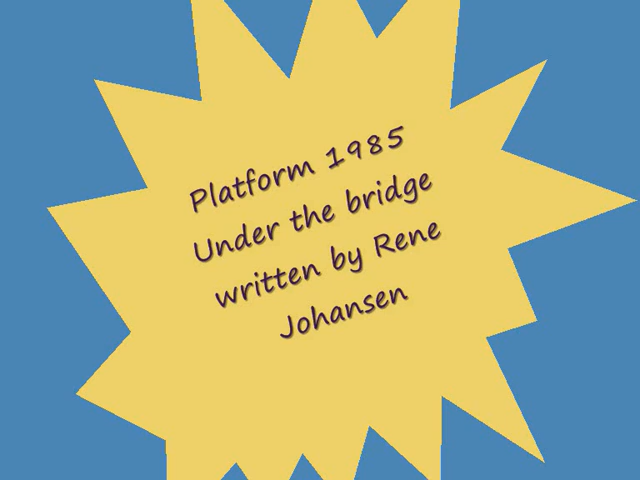 Platform 1985
Under the bridge
written by Rene
Johansen